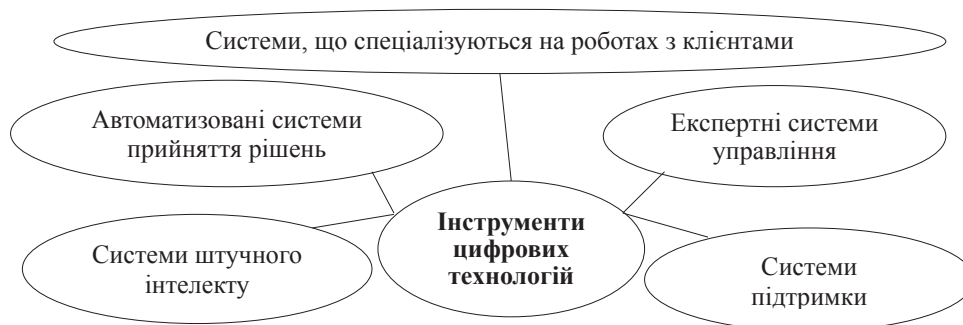 Системи, що спеціалізуються на роботах з клієнтами
Автоматизовані системи
прийняття рішень
Експертні системи
управління
Інструменти
цифрових
технологій
Системи штучного
інтелекту
Системи
підтримки